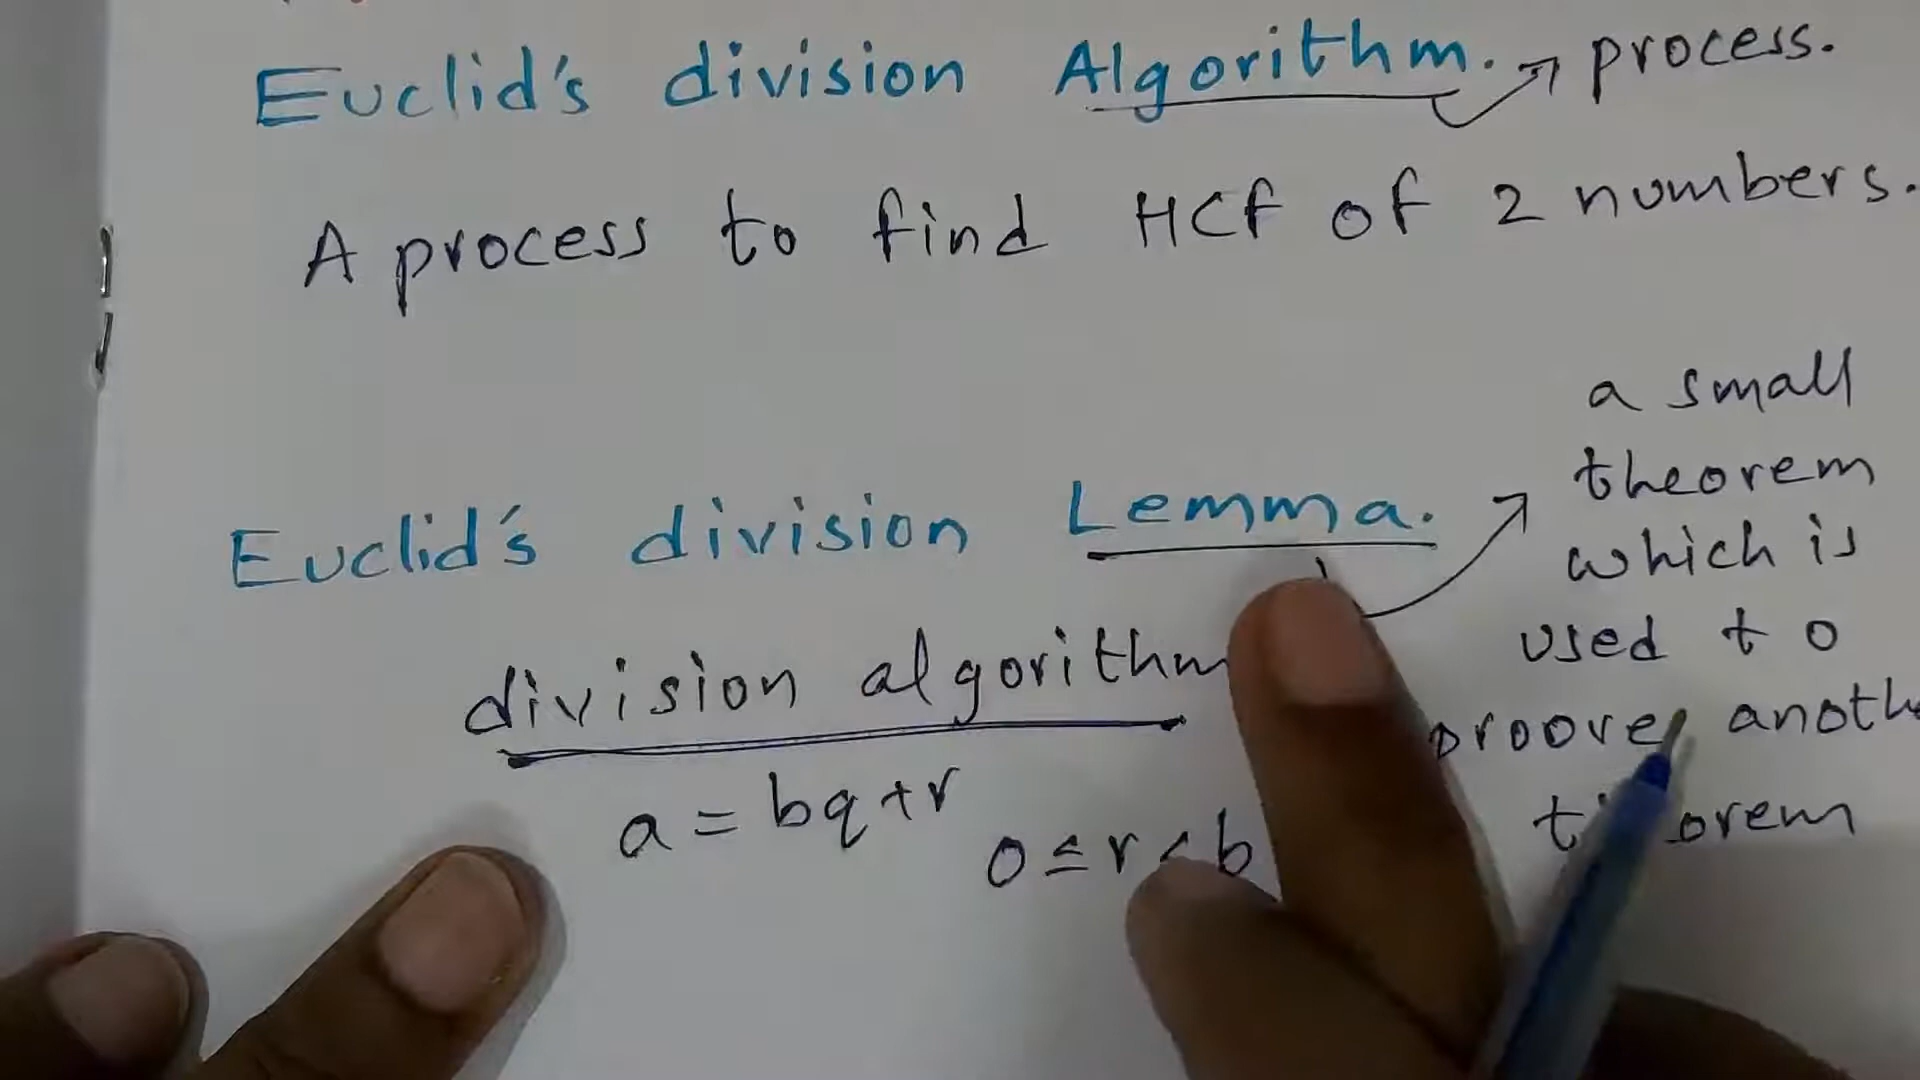 Euclid's division Algorithm. process.
A process to find HCF of 2 numbers.
a small
theorem
which is
used to
proove
Euclid's division Lemma.
division algorithm
a = bq + r
0 ≤ r < b